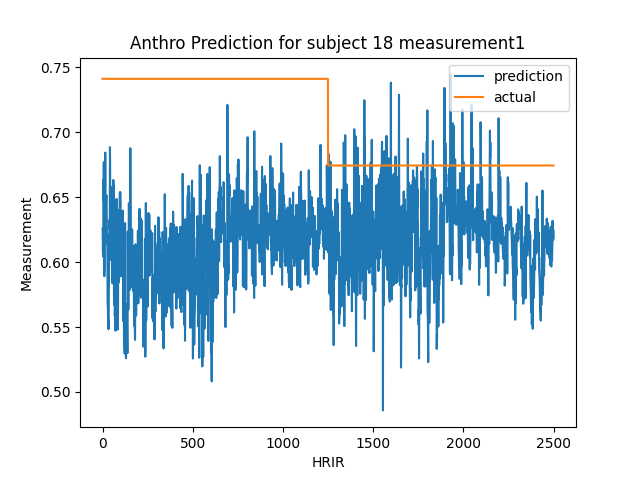 Anthro Prediction for subject 18 measurement1
prediction
actual
0.75
0.70
0.65
0.60
0.55
0.50
Measurement
0
500
1000
1500
2000
2500
HRIR